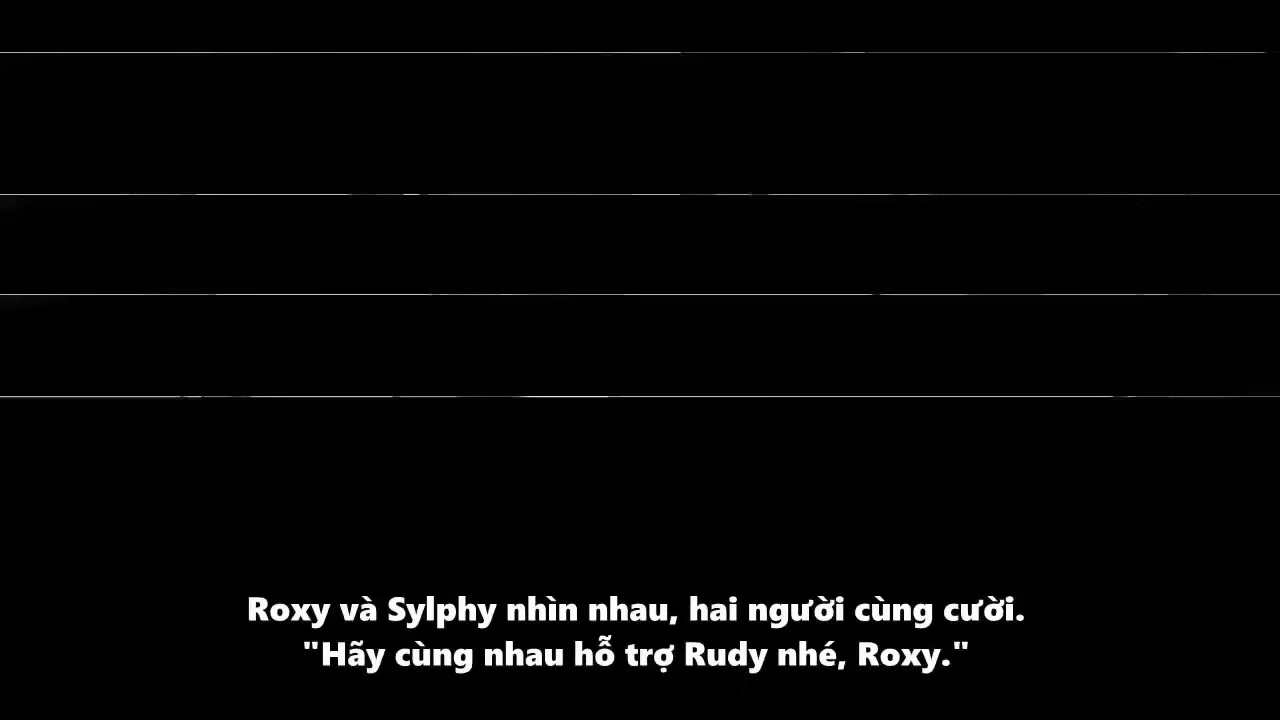 Roxy và Sylphy nhìn nhau, hai người cùng cười.
"Hãy cùng nhau hỗ trợ Rudy nhé, Roxy."